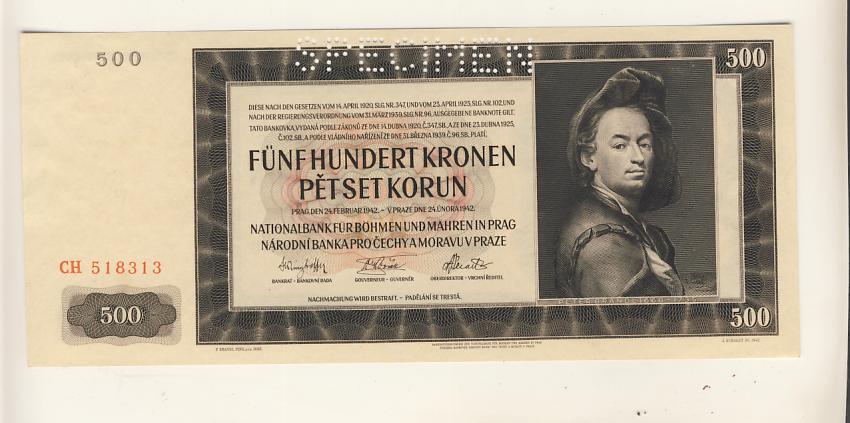 SPECIMEN
500
500
DIESE NACH DEN GESETZEN VOM 14. APRIL 1920, SLG. NR. 347, UND VOM 23. APRIL 1925, SLG. NR. 102, UND
NACH DER REGIERUNGSVERORDNUNG VOM 31. MÄRZ 1939, SLG. NR. 96, AUSGEGEBENE BANKNOTE GILT.
TATO BANKOVKA, VYDANÁ PODLE ZÁKONŮ ZE DNE 14. DUBNA 1920, Č. 347, SB., A ZE DNE 23. DUBNA 1925,
Č. 102, SB., A PODLE VLÁDNÍHO NAŘÍZENÍ ZE DNE 31. BŘEZNA 1939, Č. 96 SB., PLATÍ,
FÜNFHUNDERT KRONEN
PĚT SET KORUN
PRAG, DEN 24. FEBRUAR 1942. – V PRAZE DNE 24. ÚNORA 1942.
NATIONALBANK FÜR BÖHMEN UND MÄHREN IN PRAG
NÁRODNÍ BANKA PRO ČECHY A MORAVU V PRAZE
CH 518313
BANKRAT – BANKOVNÍ RADA
GOUVERNEUR – GUVERNÉR
OBERDIREKTOR – VRCHNÍ ŘEDITEL
NACHMACHUNG WIRD BESTRAFT. – PADĚLÁNÍ SE TRESTÁ.
500
500